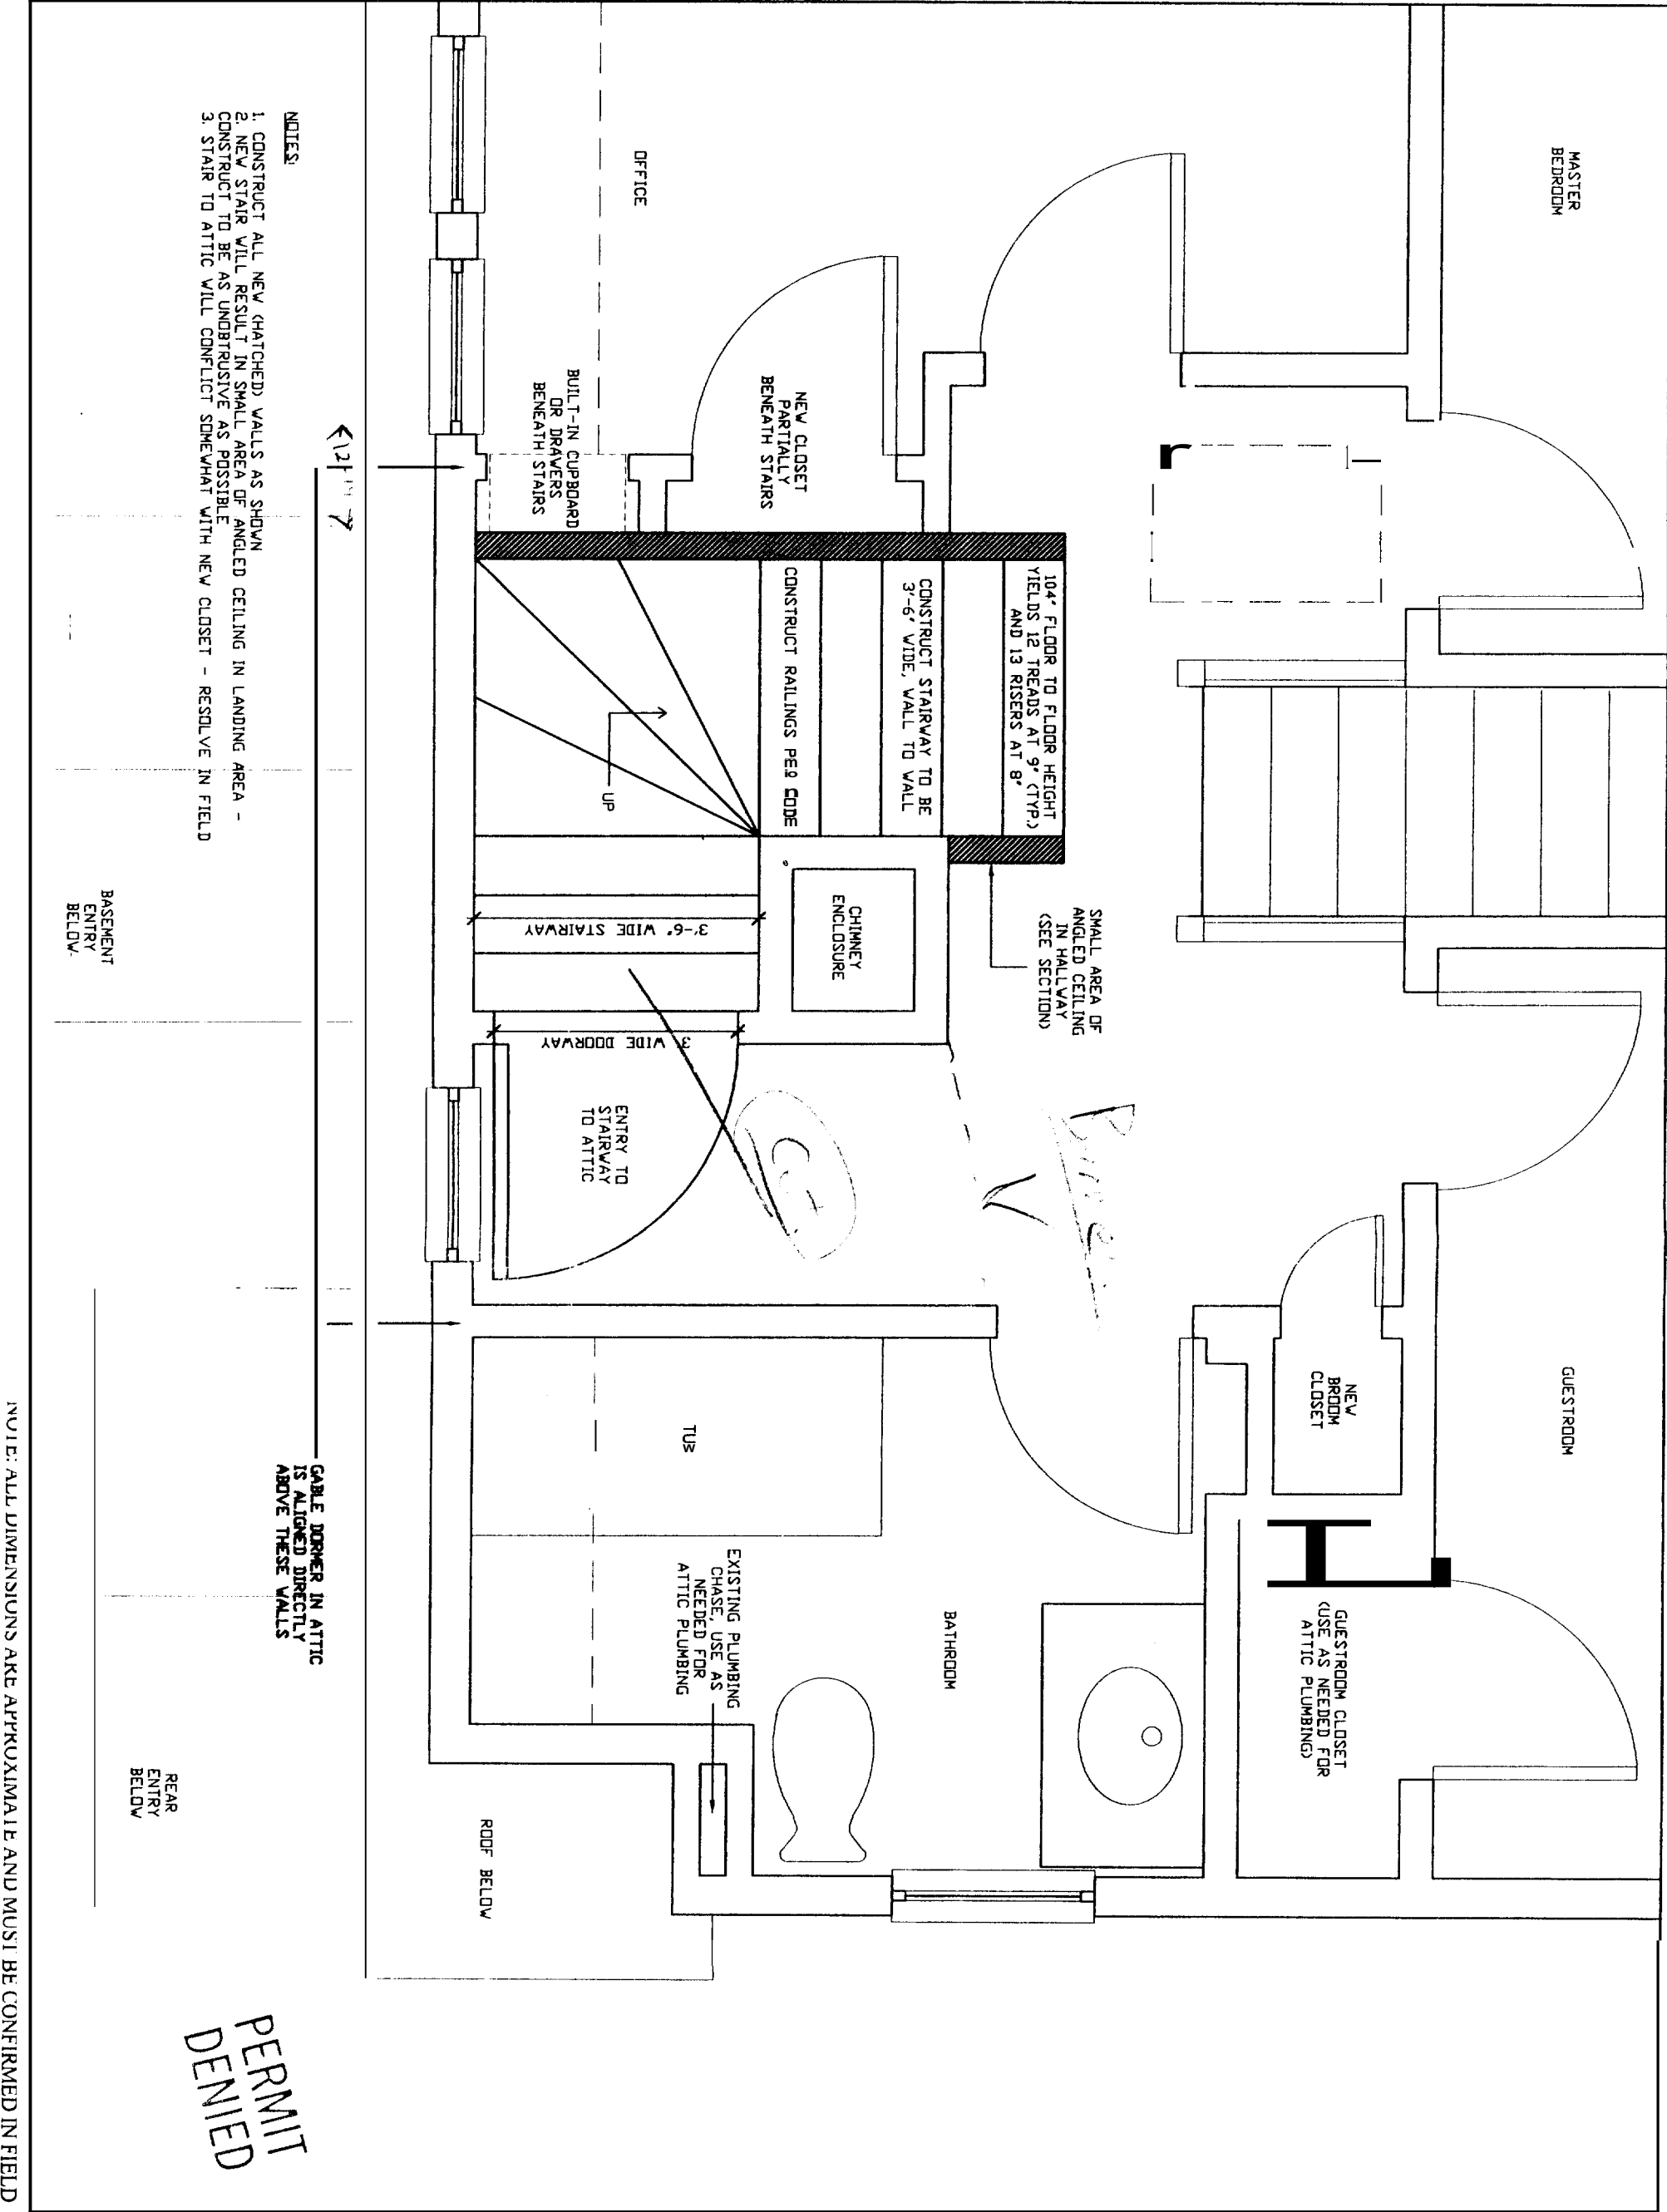 MASTER
BEDROOM
GUESTROOM
OFFICE
NEW CLOSET
PARTIALLY
BENEATH STAIRS
BUILT-IN CUPBOARD
OR DRAWERS
BENEATH STAIRS
104" FLOOR TO FLOOR HEIGHT
YIELDS 12 TREADS AT 9" (TYP.)
AND 13 RISERS AT 8"
CONSTRUCT STAIRWAY TO BE
3'-6" WIDE, WALL TO WALL
CONSTRUCT RAILINGS PER CODE
UP
SMALL AREA OF
ANGLED CEILING
IN HALLWAY
(SEE SECTION)
CHIMNEY
ENCLOSURE
3'-6" WIDE STAIRWAY
3' WIDE DOORWAY
ENTRY TO
STAIRWAY
TO ATTIC
Cut
NEW
BROOM
CLOSET
GUESTROOM CLOSET
(USE AS NEEDED FOR
ATTIC PLUMBING)
TUB
BATHROOM
EXISTING PLUMBING
CHASE, USE AS
NEEDED FOR
ATTIC PLUMBING
ROOF BELOW
GABLE DORMER IN ATTIC
IS ALIGNED DIRECTLY
ABOVE THESE WALLS
NOTES:
1. CONSTRUCT ALL NEW (HATCHED) WALLS AS SHOWN
2. NEW STAIR WILL RESULT IN SMALL AREA OF ANGLED CEILING IN LANDING AREA -
CONSTRUCT TO BE AS UNOBTRUSIVE AS POSSIBLE
3. STAIR TO ATTIC WILL CONFLICT SOMEWHAT WITH NEW CLOSET - RESOLVE IN FIELD
BASEMENT
ENTRY
BELOW
REAR
ENTRY
BELOW
PERMIT
DENIED
NOTE: ALL DIMENSIONS ARE APPROXIMATE AND MUST BE CONFIRMED IN FIELD